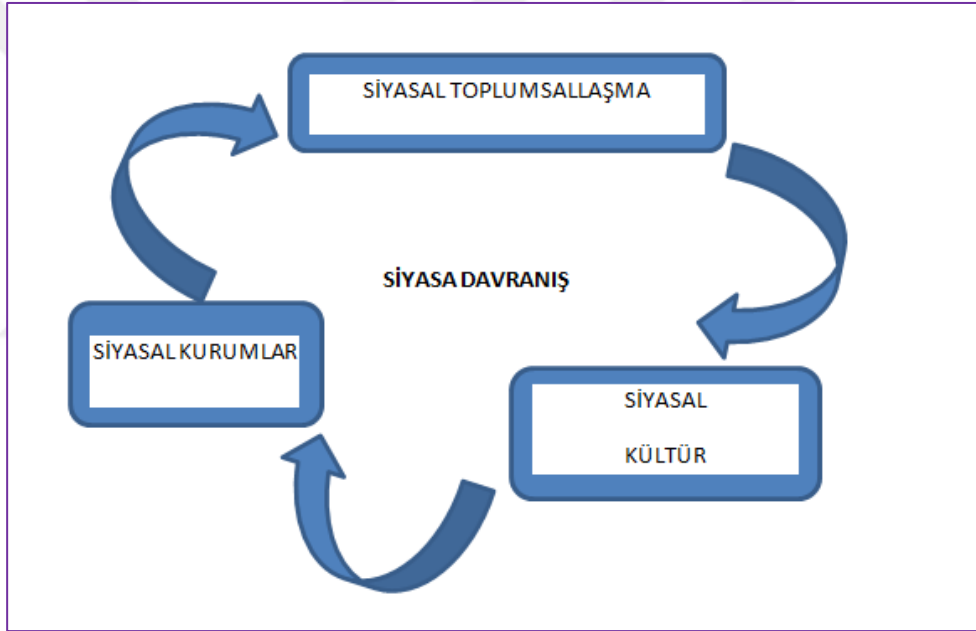 SİYASAL TOPLUMSALLAŞMA
SİYASA DAVRANIŞ
SİYASAL KURUMLAR
SİYASAL
KÜLTÜR